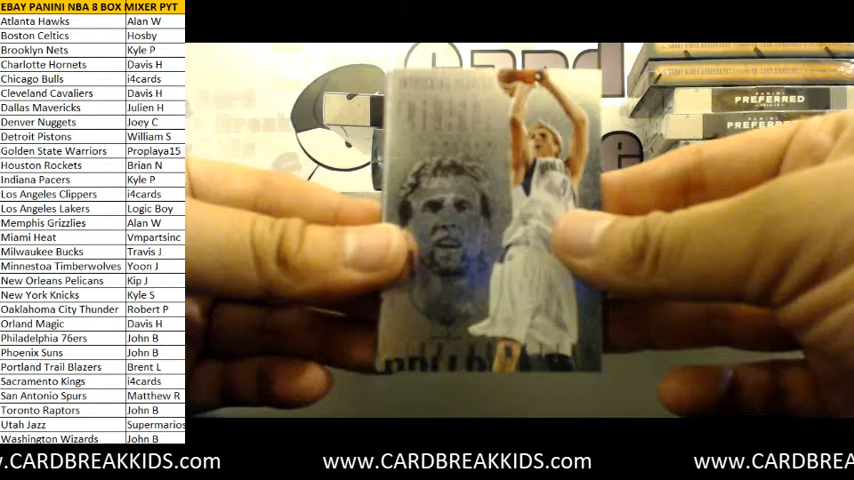 EBAY PANINI NBA 8 BOX MIXER PYT
Atlanta Hawks Alan W
Boston Celtics Hosby
Brooklyn Nets Kyle P
Charlotte Hornets Davis H
Chicago Bulls i4cards
Cleveland Cavaliers Davis H
Dallas Mavericks Julien H
Denver Nuggets Joey C
Detroit Pistons William S
Golden State Warriors Proplaya15
Houston Rockets Brian N
Indiana Pacers Kyle P
Los Angeles Clippers i4cards
Los Angeles Lakers Logic Boy
Memphis Grizzlies Alan W
Miami Heat Vmpartsinc
Milwaukee Bucks Travis J
Minnestoa Timberwolves Yoon J
New Orleans Pelicans Kip J
New York Knicks Kyle S
Oaklahoma City Thunder Robert P
Orland Magic Davis H
Philadelphia 76ers John B
Phoenix Suns John B
Portland Trail Blazers Brent L
Sacramento Kings i4cards
San Antonio Spurs Matthew R
Toronto Raptors John B
Utah Jazz Supermarios
Washington Wizards John B
PANINI
PREFERRED
PANINI
PREFERRED
.CARDBREAKKIDS.com www.CARDBREAKKIDS.com www.CARDBREA